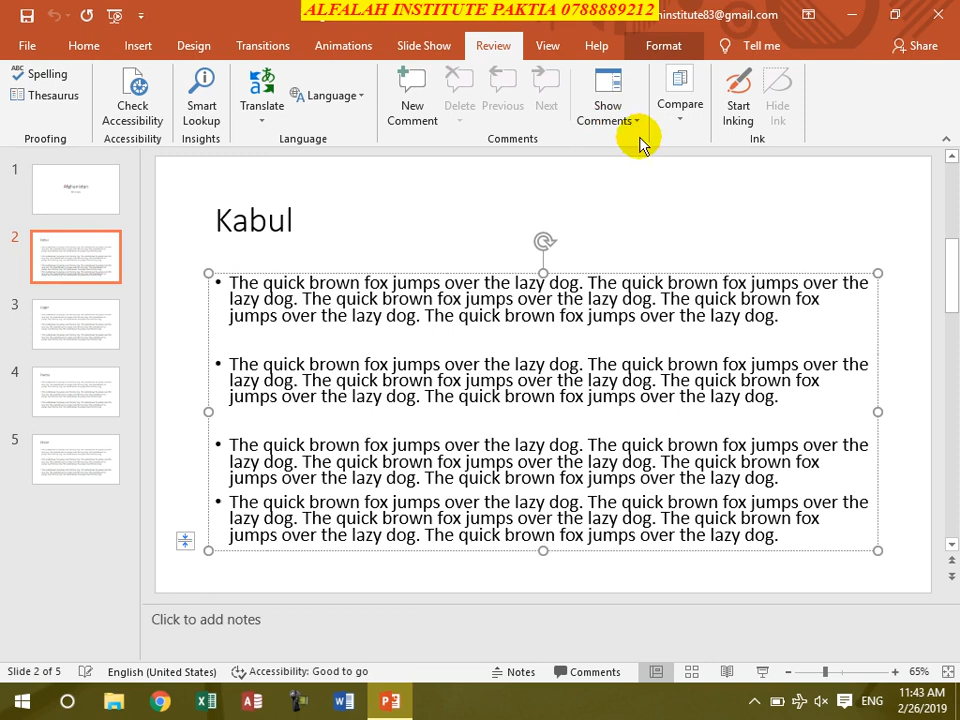 ALFALAH INSTITUTE PAKTIA 0788889212
institute83@gmail.com
File Home Insert Design Transitions Animations Slide Show Review View Help Format Tell me Share
Spelling
Thesaurus
Proofing
Check Accessibility
Accessibility
Smart Lookup
Insights
Translate
Language
Language
New Comment
Delete
Previous
Next
Show Comments
Comments
Compare
Start Inking
Hide Ink
Ink
1
2
3
4
5
Kabul
• The quick brown fox jumps over the lazy dog. The quick brown fox jumps over the
lazy dog. The quick brown fox jumps over the lazy dog. The quick brown fox
jumps over the lazy dog. The quick brown fox jumps over the lazy dog.
• The quick brown fox jumps over the lazy dog. The quick brown fox jumps over the
lazy dog. The quick brown fox jumps over the lazy dog. The quick brown fox
jumps over the lazy dog. The quick brown fox jumps over the lazy dog.
• The quick brown fox jumps over the lazy dog. The quick brown fox jumps over the
lazy dog. The quick brown fox jumps over the lazy dog. The quick brown fox
jumps over the lazy dog. The quick brown fox jumps over the lazy dog.
• The quick brown fox jumps over the lazy dog. The quick brown fox jumps over the
lazy dog. The quick brown fox jumps over the lazy dog. The quick brown fox
jumps over the lazy dog. The quick brown fox jumps over the lazy dog.
Click to add notes
Slide 2 of 5 English (United States) Accessibility: Good to go Notes Comments 65%
ENG
11:43 AM
2/26/2019